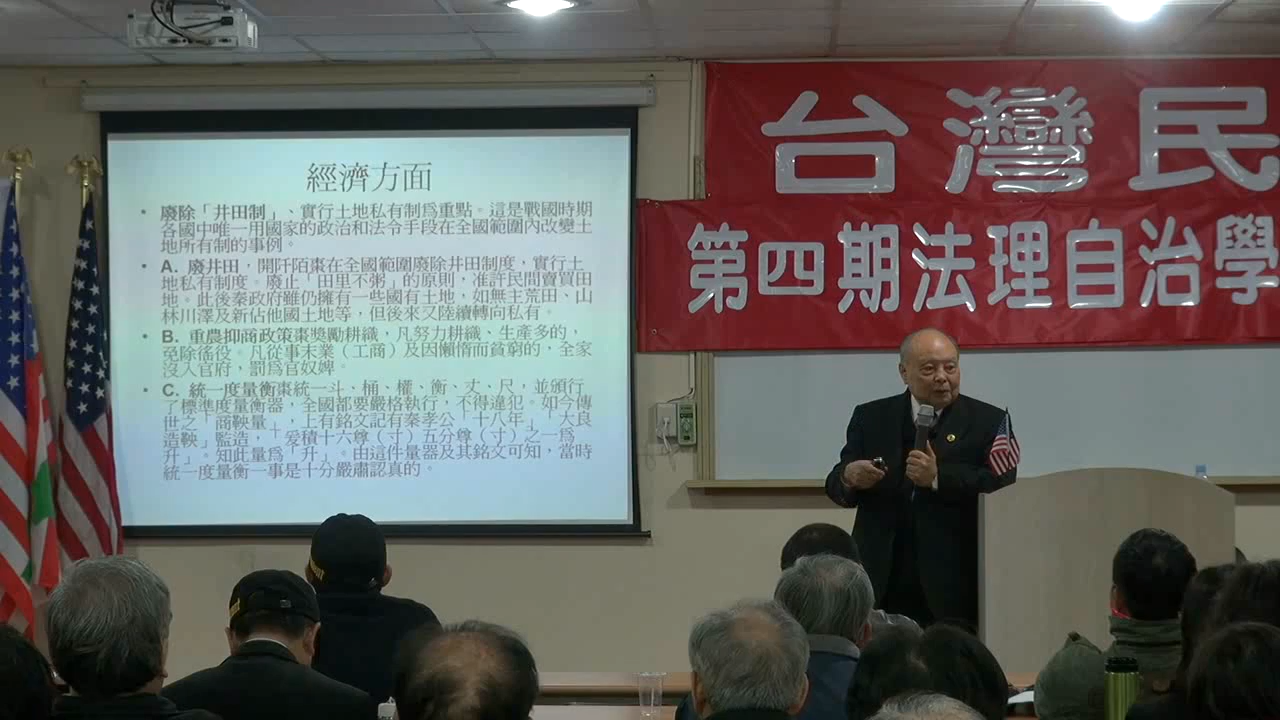 經濟方面
• 廢除「井田制」、實行土地私有制爲重點。這是戰國時期
各國中唯一用國家的政治和法令手段在全國範圍內改變土
地所有制的事例。
• A. 廢井田，開阡陌棗在全國範圍廢除井田制度，實行土
地私有制度。廢止「田里不粥」的原則，准許民間賣買田
地。此後秦政府雖仍擁有一些國有土地，如無主荒田、山
林川澤及新佔他國土地等，但後來又陸續轉向私有。
• B. 重農抑商政策棗獎勵耕織，凡努力耕織、生產多的，
免除徭役。凡從事末業（工商）及因懶惰而貧窮的，全家
沒入官府，罰爲官奴婢。
• C. 統一度量衡棗統一斗、桶、權、衡、丈、尺，並頒行
了標準度量衡器，全國都要嚴格執行，不得違犯。如今傳
世之「商鞅量」，上有銘文記有秦孝公「十八年」，「大良
造鞅」監造，「爰積十六尊（寸）五分尊（寸）之一爲
升」。知此量爲「升」。由這件量器及其銘文可知，當時
統一度量衡一事是十分嚴肅認真的。
台灣民
第四期法理自治學